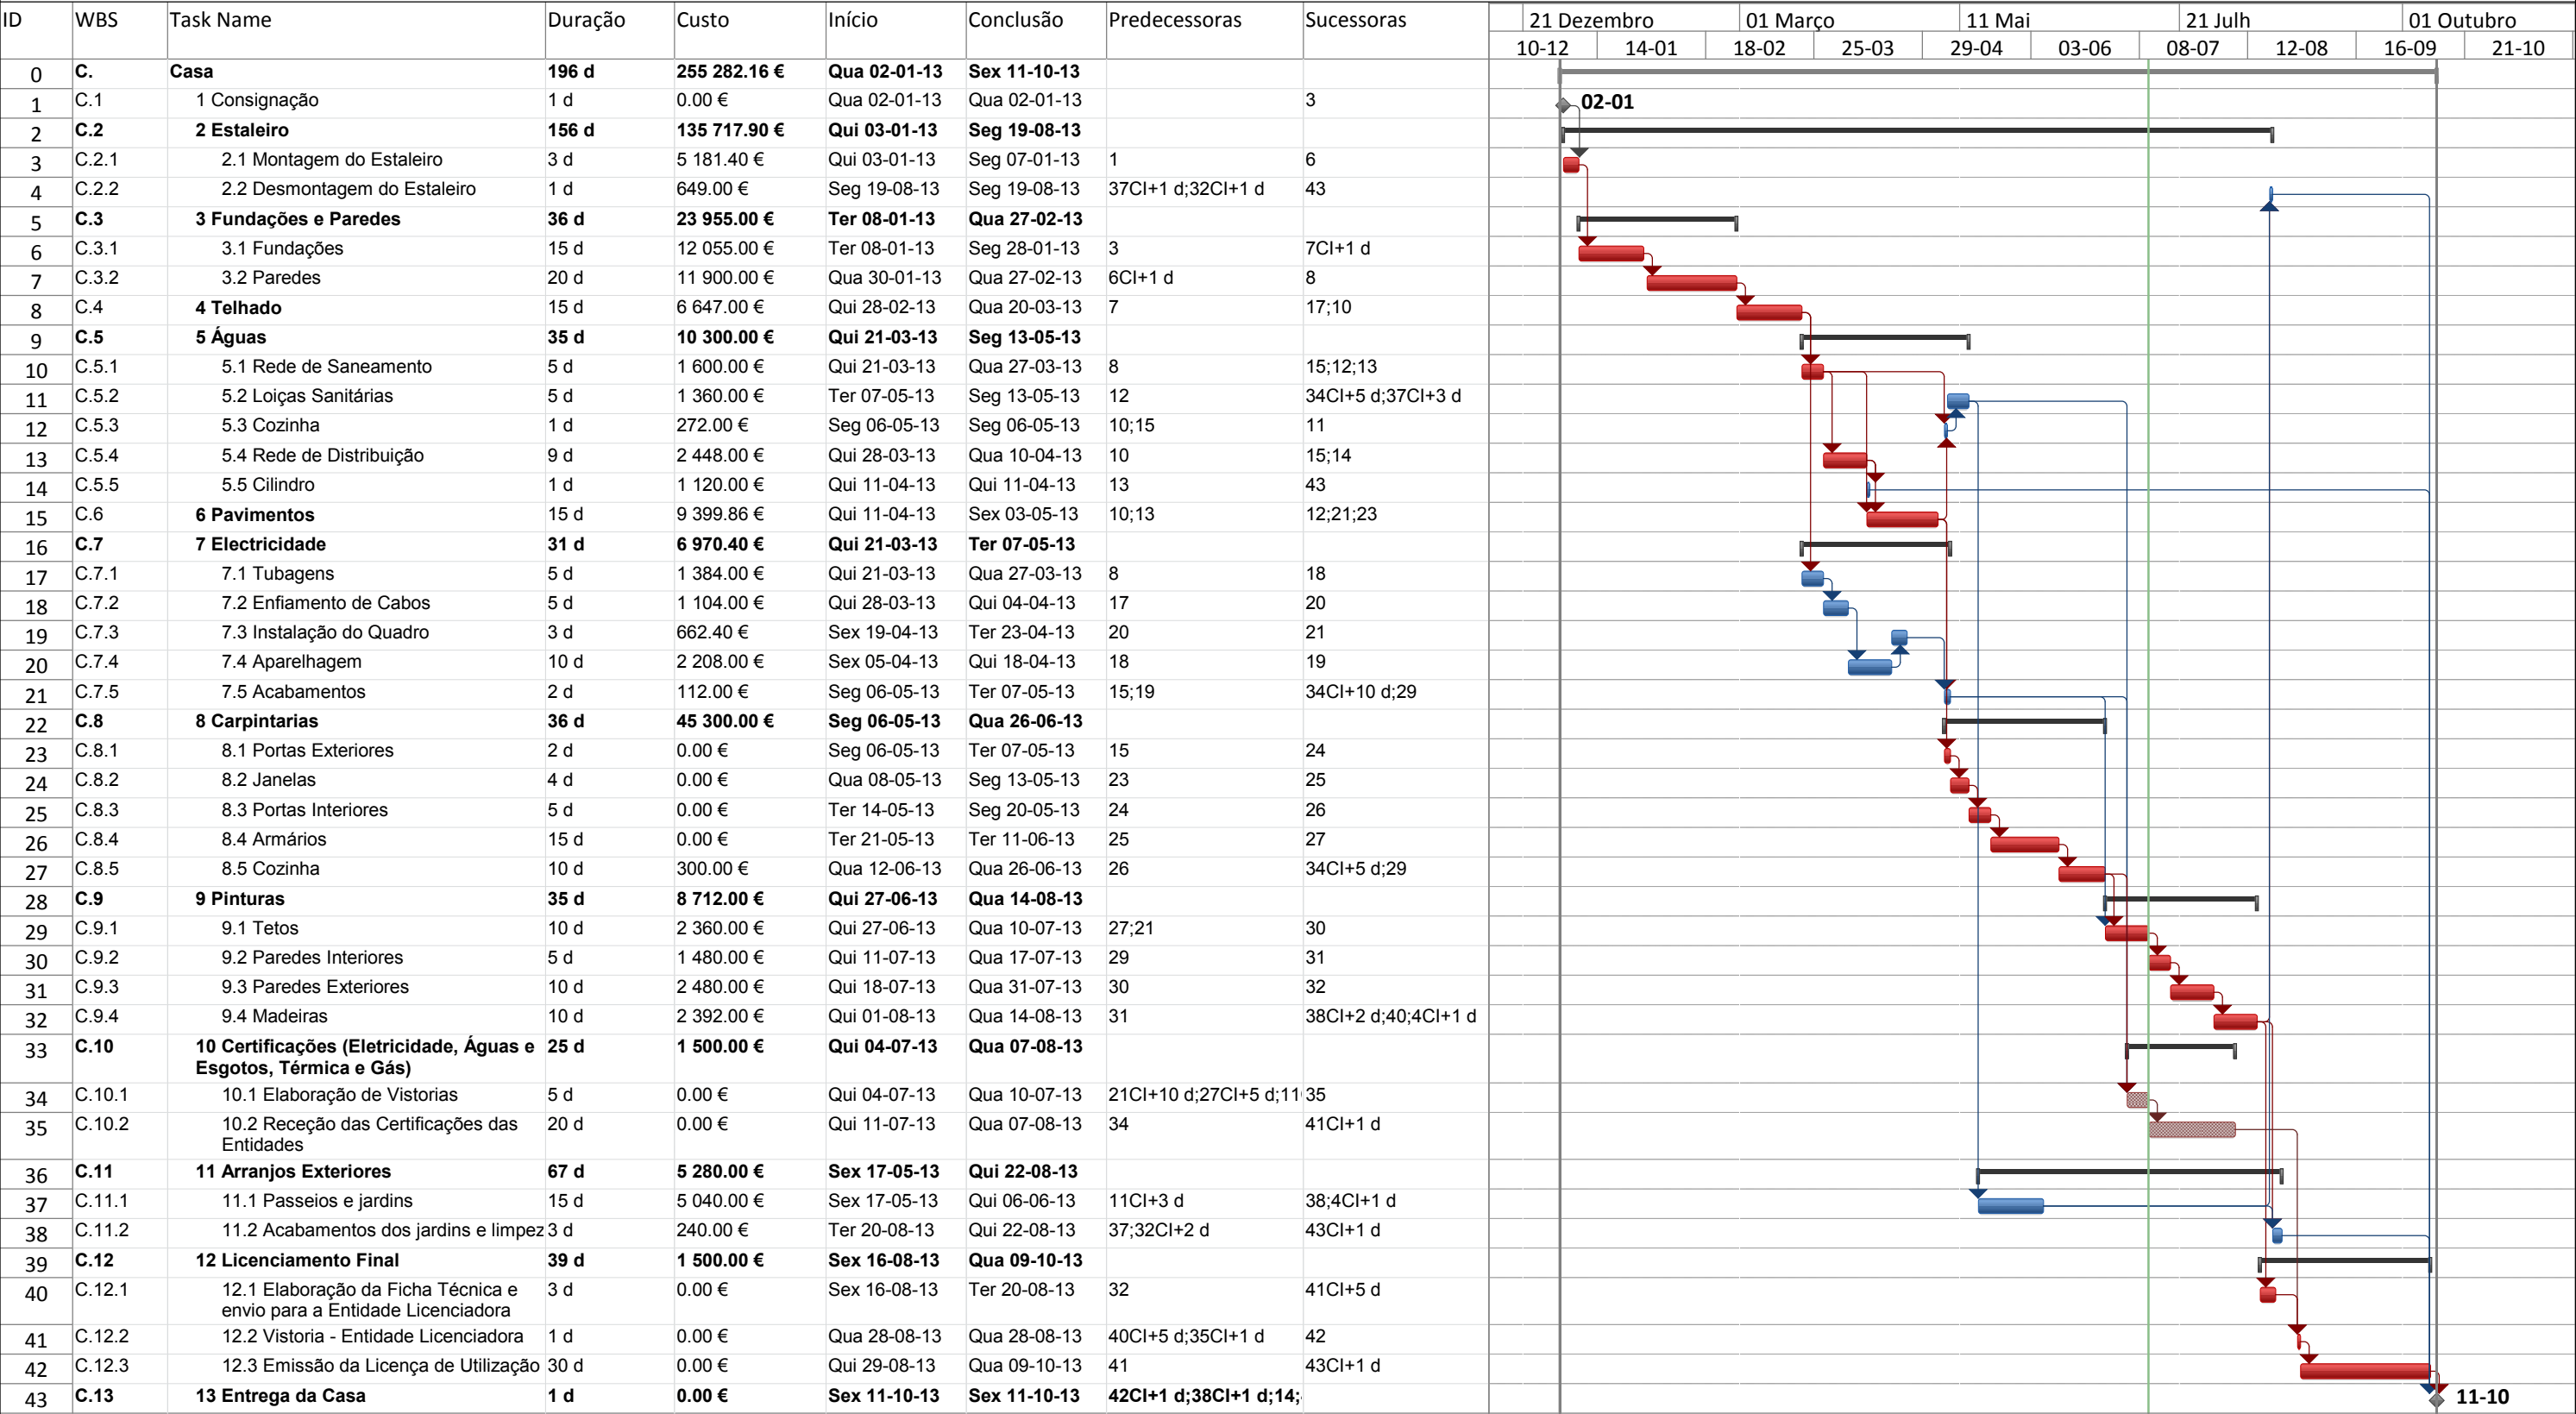 ID WBS Task Name Duração Custo Início Conclusão Predecessoras Sucessoras 21 Dezembro 01 Março 11 Mai 21 Julh 01 Outubro
10-12 14-01 18-02 25-03 29-04 03-06 08-07 12-08 16-09 21-10
0 C. Casa 196 d 255 282.16 € Qua 02-01-13 Sex 11-10-13
1 C.1 1 Consignação 1 d 0.00 € Qua 02-01-13 Qua 02-01-13 3 02-01
2 C.2 2 Estaleiro 156 d 135 717.90 € Qui 03-01-13 Seg 19-08-13
3 C.2.1 2.1 Montagem do Estaleiro 3 d 5 181.40 € Qui 03-01-13 Seg 07-01-13 1 6
4 C.2.2 2.2 Desmontagem do Estaleiro 1 d 649.00 € Seg 19-08-13 Seg 19-08-13 37CI+1 d;32CI+1 d 43
5 C.3 3 Fundações e Paredes 36 d 23 955.00 € Ter 08-01-13 Qua 27-02-13
6 C.3.1 3.1 Fundações 15 d 12 055.00 € Ter 08-01-13 Seg 28-01-13 3 7CI+1 d
7 C.3.2 3.2 Paredes 20 d 11 900.00 € Qua 30-01-13 Qua 27-02-13 6CI+1 d 8
8 C.4 4 Telhado 15 d 6 647.00 € Qui 28-02-13 Qua 20-03-13 7 17;10
9 C.5 5 Águas 35 d 10 300.00 € Qui 21-03-13 Seg 13-05-13
10 C.5.1 5.1 Rede de Saneamento 5 d 1 600.00 € Qui 21-03-13 Qua 27-03-13 8 15;12;13
11 C.5.2 5.2 Loiças Sanitárias 5 d 1 360.00 € Ter 07-05-13 Seg 13-05-13 12 34CI+5 d;37CI+3 d
12 C.5.3 5.3 Cozinha 1 d 272.00 € Seg 06-05-13 Seg 06-05-13 10;15 11
13 C.5.4 5.4 Rede de Distribuição 9 d 2 448.00 € Qui 28-03-13 Qua 10-04-13 10 15;14
14 C.5.5 5.5 Cilindro 1 d 1 120.00 € Qui 11-04-13 Qui 11-04-13 13 43
15 C.6 6 Pavimentos 15 d 9 399.86 € Qui 11-04-13 Sex 03-05-13 10;13 12;21;23
16 C.7 7 Electricidade 31 d 6 970.40 € Qui 21-03-13 Ter 07-05-13
17 C.7.1 7.1 Tubagens 5 d 1 384.00 € Qui 21-03-13 Qua 27-03-13 8 18
18 C.7.2 7.2 Enfiamento de Cabos 5 d 1 104.00 € Qui 28-03-13 Qui 04-04-13 17 20
19 C.7.3 7.3 Instalação do Quadro 3 d 662.40 € Sex 19-04-13 Ter 23-04-13 20 21
20 C.7.4 7.4 Aparelhagem 10 d 2 208.00 € Sex 05-04-13 Qui 18-04-13 18 19
21 C.7.5 7.5 Acabamentos 2 d 112.00 € Seg 06-05-13 Ter 07-05-13 15;19 34CI+10 d;29
22 C.8 8 Carpintarias 36 d 45 300.00 € Seg 06-05-13 Qua 26-06-13
23 C.8.1 8.1 Portas Exteriores 2 d 0.00 € Seg 06-05-13 Ter 07-05-13 15 24
24 C.8.2 8.2 Janelas 4 d 0.00 € Qua 08-05-13 Seg 13-05-13 23 25
25 C.8.3 8.3 Portas Interiores 5 d 0.00 € Ter 14-05-13 Seg 20-05-13 24 26
26 C.8.4 8.4 Armários 15 d 0.00 € Ter 21-05-13 Ter 11-06-13 25 27
27 C.8.5 8.5 Cozinha 10 d 300.00 € Qua 12-06-13 Qua 26-06-13 26 34CI+5 d;29
28 C.9 9 Pinturas 35 d 8 712.00 € Qui 27-06-13 Qua 14-08-13
29 C.9.1 9.1 Tetos 10 d 2 360.00 € Qui 27-06-13 Qua 10-07-13 27;21 30
30 C.9.2 9.2 Paredes Interiores 5 d 1 480.00 € Qui 11-07-13 Qua 17-07-13 29 31
31 C.9.3 9.3 Paredes Exteriores 10 d 2 480.00 € Qui 18-07-13 Qua 31-07-13 30 32
32 C.9.4 9.4 Madeiras 10 d 2 392.00 € Qui 01-08-13 Qua 14-08-13 31 38CI+2 d;40;4CI+1 d
33 C.10 10 Certificações (Eletricidade, Águas e 25 d 1 500.00 € Qui 04-07-13 Qua 07-08-13
Esgotos, Térmica e Gás)
34 C.10.1 10.1 Elaboração de Vistorias 5 d 0.00 € Qui 04-07-13 Qua 10-07-13 21CI+10 d;27CI+5 d;11 35
35 C.10.2 10.2 Receção das Certificações das 20 d 0.00 € Qui 11-07-13 Qua 07-08-13 34 41CI+1 d
Entidades
36 C.11 11 Arranjos Exteriores 67 d 5 280.00 € Sex 17-05-13 Qui 22-08-13
37 C.11.1 11.1 Passeios e jardins 15 d 5 040.00 € Sex 17-05-13 Qui 06-06-13 11CI+3 d 38;4CI+1 d
38 C.11.2 11.2 Acabamentos dos jardins e limpez 3 d 240.00 € Ter 20-08-13 Qui 22-08-13 37;32CI+2 d 43CI+1 d
39 C.12 12 Licenciamento Final 39 d 1 500.00 € Sex 16-08-13 Qua 09-10-13
40 C.12.1 12.1 Elaboração da Ficha Técnica e 3 d 0.00 € Sex 16-08-13 Ter 20-08-13 32 41CI+5 d
envio para a Entidade Licenciadora
41 C.12.2 12.2 Vistoria - Entidade Licenciadora 1 d 0.00 € Qua 28-08-13 Qua 28-08-13 40CI+5 d;35CI+1 d 42
42 C.12.3 12.3 Emissão da Licença de Utilização 30 d 0.00 € Qui 29-08-13 Qua 09-10-13 41 43CI+1 d
43 C.13 13 Entrega da Casa 1 d 0.00 € Sex 11-10-13 Sex 11-10-13 42CI+1 d;38CI+1 d;14; 11-10